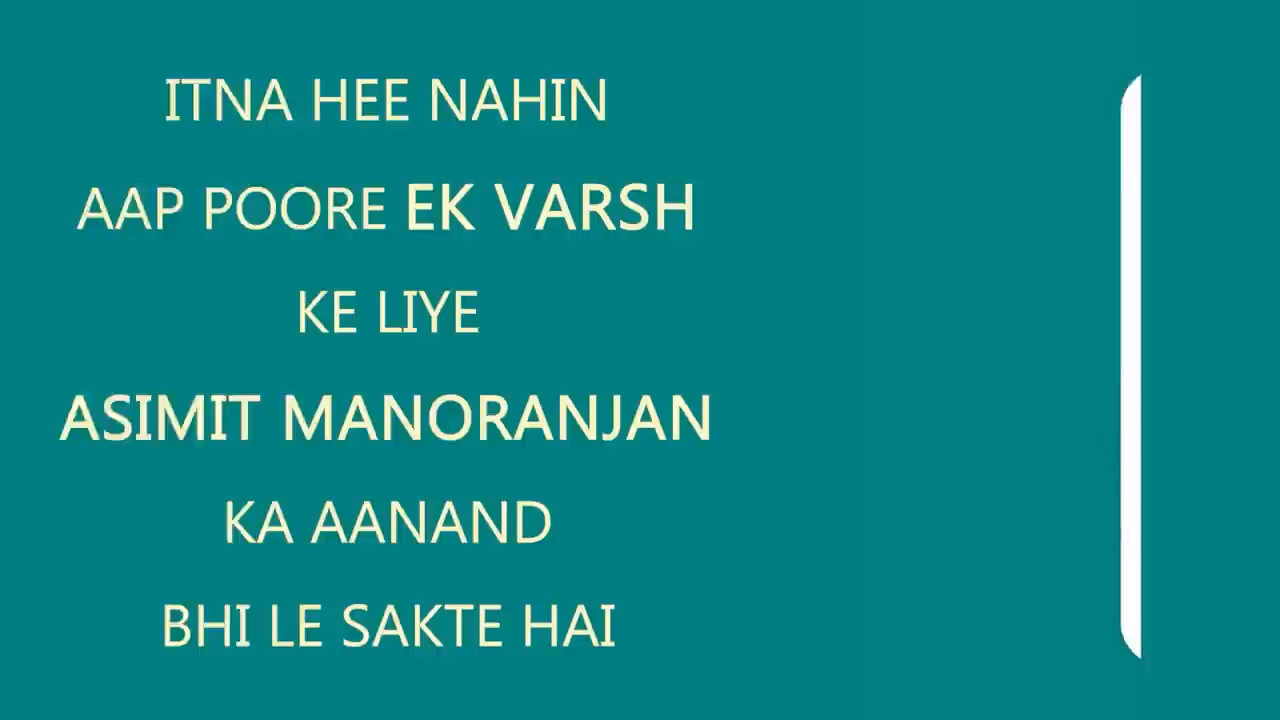 ITNA HEE NAHIN
AAP POORE EK VARSH
KE LIYE
ASIMIT MANORANJAN
KA AANAND
BHI LE SAKTE HAI